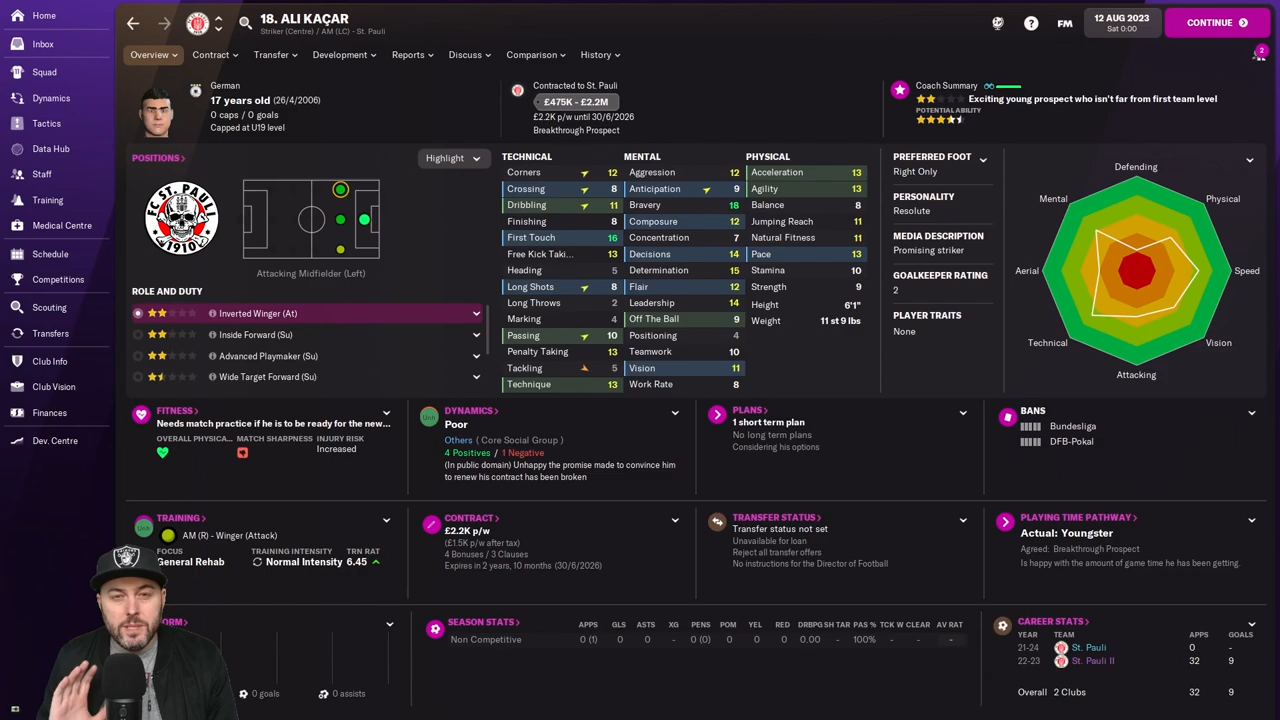 Home
Inbox
Squad
Dynamics
Tactics
Data Hub
Staff
Training
Medical Centre
Schedule
Competitions
Scouting
Transfers
Club Info
Club Vision
Finances
Dev. Centre
18. ALI KAÇAR
Striker (Centre) / AM (LC) - St. Pauli
FM
12 AUG 2023
Sat 0:00
CONTINUE
2
Overview
Contract
Transfer
Development
Reports
Discuss
Comparison
History
German
17 years old (26/4/2006)
0 caps / 0 goals
Capped at U19 level
Contracted to St. Pauli
£475K - £2.2M
£2.2K p/w until 30/6/2026
Breakthrough Prospect
Coach Summary
Exciting young prospect who isn't far from first team level
POTENTIAL ABILITY
POSITIONS
Highlight
FC ST. PAULI
1910
Attacking Midfielder (Left)
ROLE AND DUTY
Inverted Winger (At)
Inside Forward (Su)
Advanced Playmaker (Su)
Wide Target Forward (Su)
TECHNICAL
Corners 12
Crossing 8
Dribbling 11
Finishing 8
First Touch 16
Free Kick Taki... 13
Heading 5
Long Shots 8
Long Throws 2
Marking 4
Passing 10
Penalty Taking 13
Tackling 5
Technique 13
MENTAL
Aggression 12
Anticipation 9
Bravery 18
Composure 12
Concentration 7
Decisions 14
Determination 15
Flair 12
Leadership 14
Off The Ball 9
Positioning 4
Teamwork 10
Vision 11
Work Rate 8
PHYSICAL
Acceleration 13
Agility 13
Balance 8
Jumping Reach 11
Natural Fitness 11
Pace 13
Stamina 10
Strength 9
Height 6'1"
Weight 11 st 9 lbs
PREFERRED FOOT
Right Only
PERSONALITY
Resolute
MEDIA DESCRIPTION
Promising striker
GOALKEEPER RATING
2
PLAYER TRAITS
None
Defending
Physical
Speed
Vision
Attacking
Technical
Aerial
Mental
FITNESS
Needs match practice if he is to be ready for the new...
OVERALL PHYSICA... MATCH SHARPNESS INJURY RISK
Increased
Unh
DYNAMICS
Poor
Others ( Core Social Group )
4 Positives / 1 Negative
(In public domain) Unhappy the promise made to convince him
to renew his contract has been broken
PLANS
1 short term plan
No long term plans
Considering his options
BANS
Bundesliga
DFB-Pokal
Unh
TRAINING
AM (R) - Winger (Attack)
FOCUS TRAINING INTENSITY TRN RAT
General Rehab Normal Intensity 6.45
CONTRACT
£2.2K p/w
(£1.5K p/w after tax)
4 Bonuses / 3 Clauses
Expires in 2 years, 10 months (30/6/2026)
TRANSFER STATUS
Transfer status not set
Unavailable for loan
Reject all transfer offers
No instructions for the Director of Football
PLAYING TIME PATHWAY
Actual: Youngster
Agreed: Breakthrough Prospect
Is happy with the amount of game time he has been getting.
0 goals
0 assists
SEASON STATS APPS GLS ASTS XG PENS POM YEL RED DRBPG SH TAR PAS % TCK W CLEAR AV RAT
Non Competitive 0 (1) 0 0 - 0 (0) 0 0 0 0.00 - 100% - - -
CAREER STATS
YEAR TEAM APPS GOALS
21-24 St. Pauli 0 -
22-23 St. Pauli II 32 9
Overall 2 Clubs 32 9